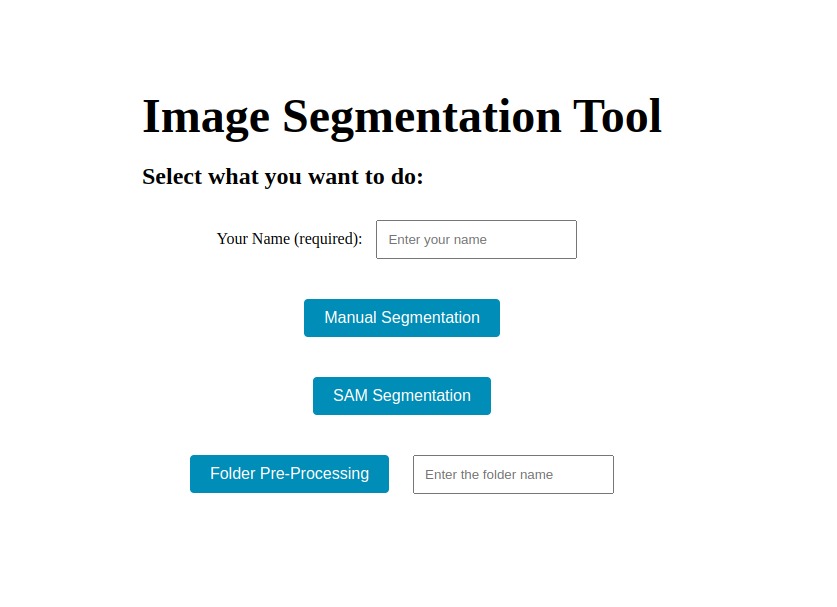 Image Segmentation Tool
Select what you want to do:
Your Name (required): Enter your name
Manual Segmentation
SAM Segmentation
Folder Pre-Processing Enter the folder name